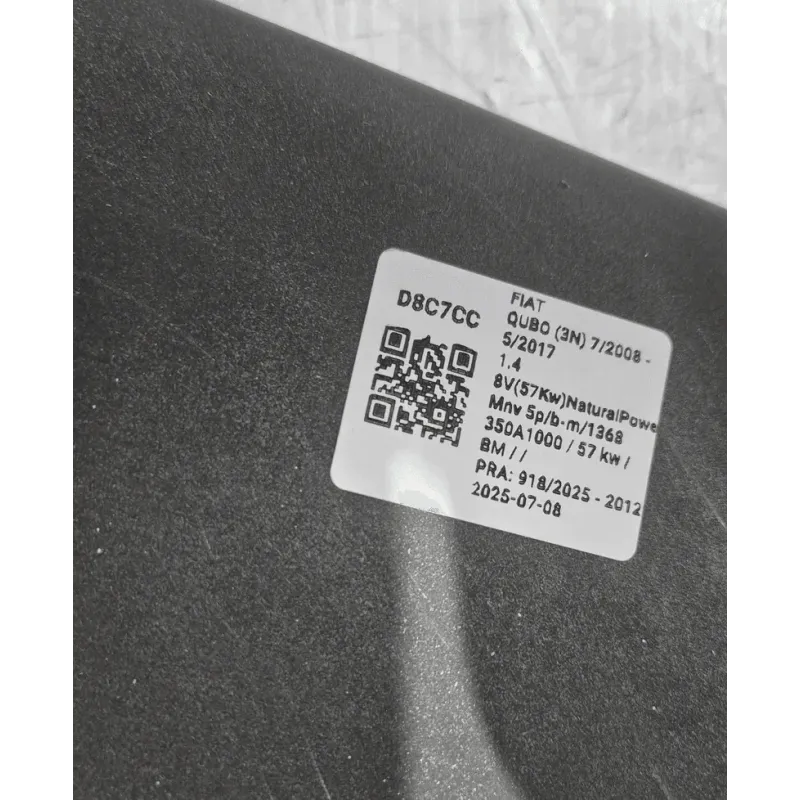 D8C7CC
FIAT
QUBO (3N) 7/2008 -
5/2017
1.4
8V(57Kw)NaturalPowe
Mnv 5p/b-m/1368
350A1000 / 57 kw /
BM / /
PRA: 918/2025 - 2012
2025-07-08